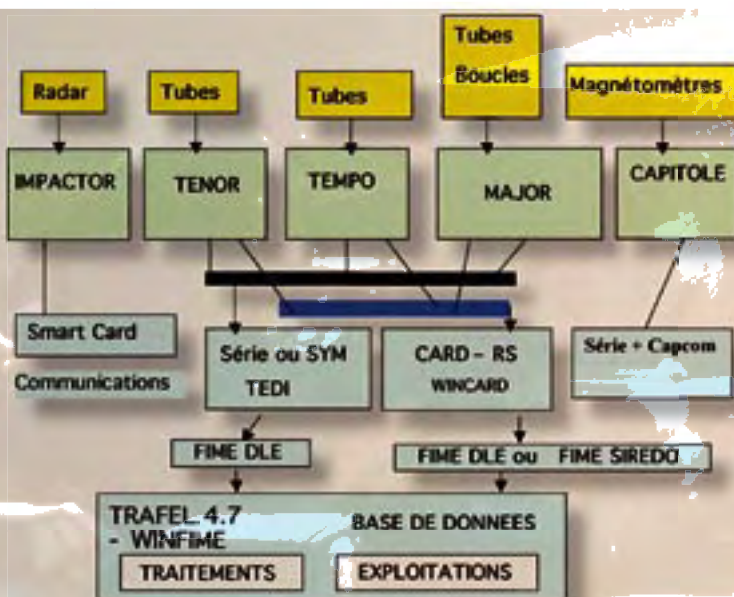 Tubes
Boucles
Radar
Tubes
Tubes
Magnétomètres
IMPACTOR
TENOR
TEMPO
MAJOR
CAPITOLE
Smart Card
Communications
Série ou SYM
TEDI
CARD - RS
WINCARD
Série + Capcom
FIME DLE
FIME DLE ou FIME SIREDO
TRAFEL 4.7
- WINFIME
BASE DE DONNEES
TRAITEMENTS
EXPLOITATIONS